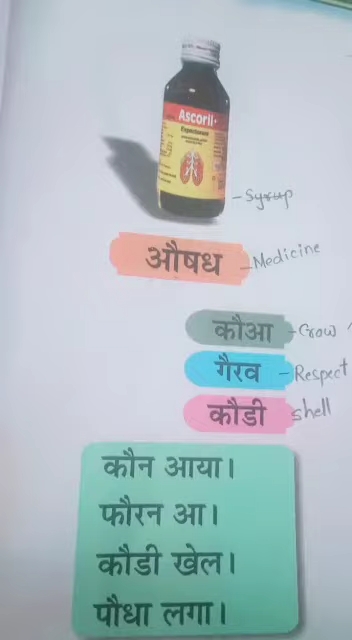 Ascoril+
Expectorant
Syrup
औषध - Medicine
कौआ - Crow
गैरव - Respect
कौडी shell
कौन आया।
फौरन आ।
कौडी खेल।
पौधा लगा।